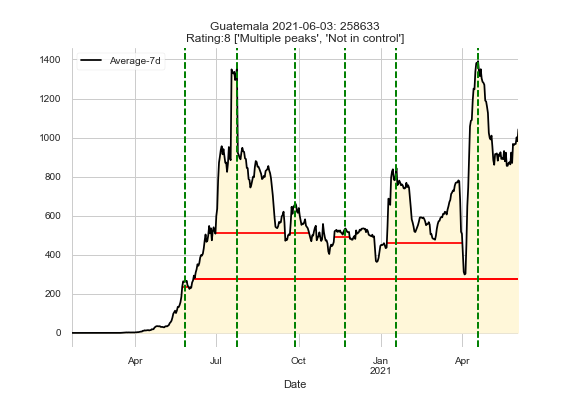 Guatemala 2021-06-03: 258633
Rating:8 ['Multiple peaks', 'Not in control']
Average-7d
1400
1200
1000
800
600
400
200
0
Apr
Jul
Oct
Jan
2021
Apr
Date